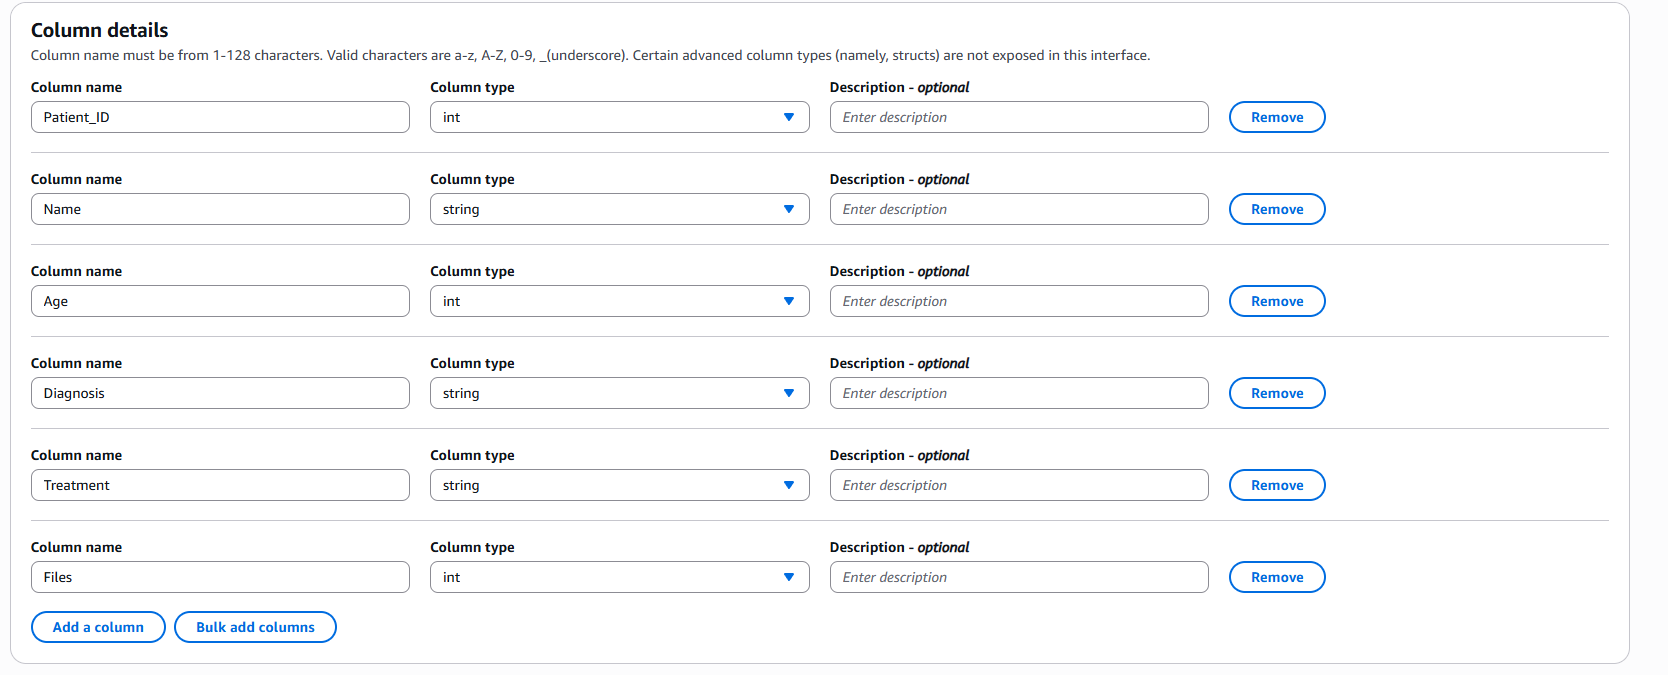 Column details
Column name must be from 1-128 characters. Valid characters are a-z, A-Z, 0-9, _(underscore). Certain advanced column types (namely, structs) are not exposed in this interface.
Column name Column type Description - optional
Patient_ID int Enter description Remove
Column name Column type Description - optional
Name string Enter description Remove
Column name Column type Description - optional
Age int Enter description Remove
Column name Column type Description - optional
Diagnosis string Enter description Remove
Column name Column type Description - optional
Treatment string Enter description Remove
Column name Column type Description - optional
Files int Enter description Remove
Add a column Bulk add columns